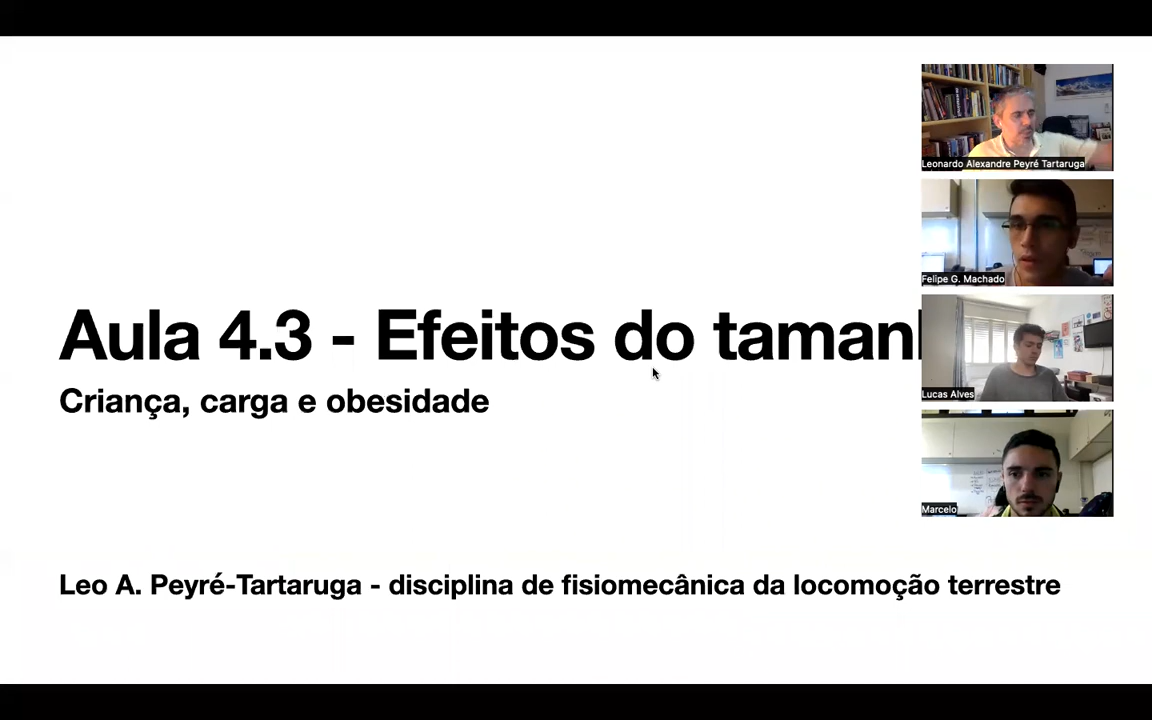 Aula 4.3 - Efeitos do taman
Criança, carga e obesidade
Leo A. Peyré-Tartaruga - disciplina de fisiomecânica da locomoção terrestre
Leonardo Alexandre Peyré Tartaruga
Felipe G. Machado
Lucas Alves
Marcelo